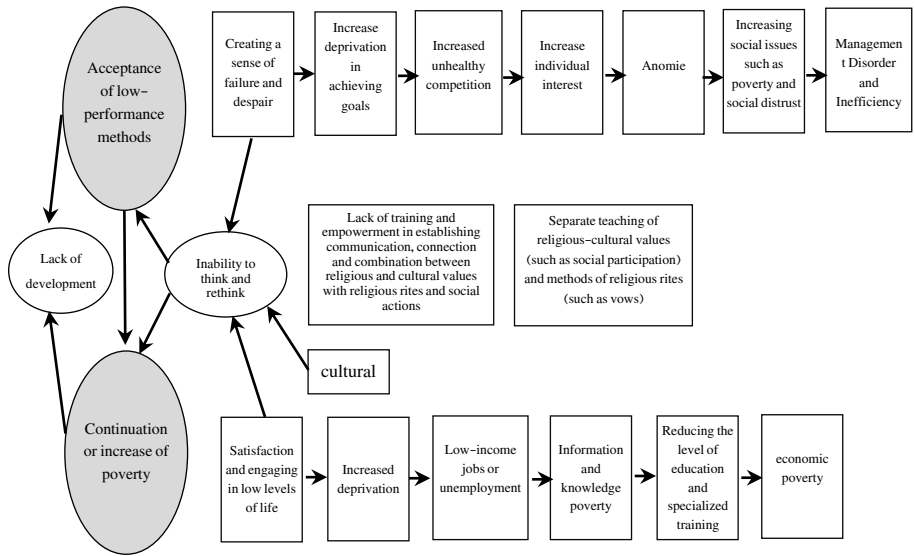 Acceptance
of low-
performance
methods
Creating a
sense of
failure and
despair
Increase
deprivation
in
achieving
goals
Increased
unhealthy
competition
Increase
individual
interest
Anomie
Increasing
social issues
such as
poverty and
social distrust
Managemen
t Disorder
and
Inefficiency
Lack of
development
Inability to
think and
rethink
Lack of training and
empowerment in establishing
communication, connection
and combination between
religious and cultural values
with religious rites and social
actions
Separate teaching of
religious-cultural values
(such as social participation)
and methods of religious rites
(such as vows)
cultural
Continuation
or increase of
poverty
Satisfaction
and engaging
in low levels
of life
Increased
deprivation
Low-income
jobs or
unemployment
Information
and
knowledge
poverty
Reducing the
level of
education
and
specialized
training
economic
poverty